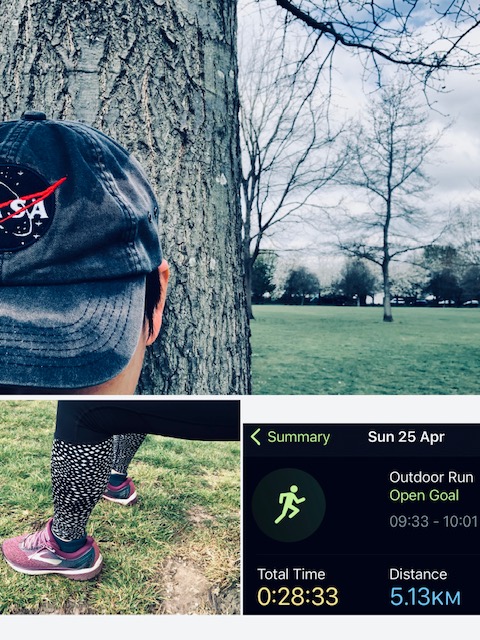 NASA
Summary
Sun 25 Apr
Outdoor Run
Open Goal
09:33 - 10:01
Total Time
Distance
0:28:33
5.13KM